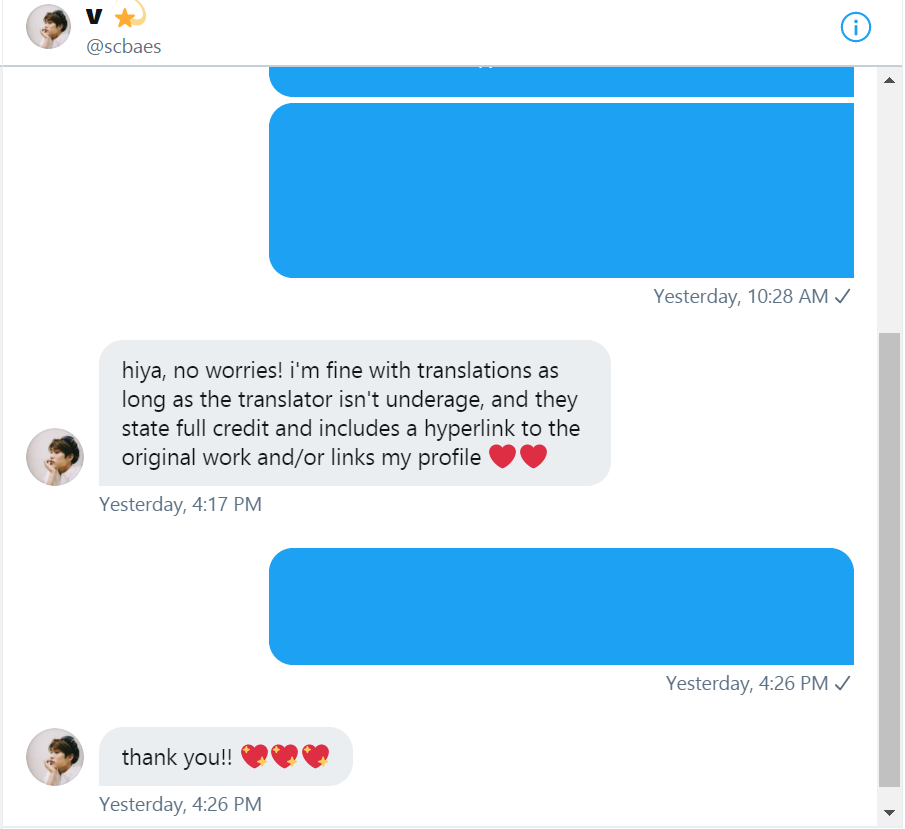 v 💫
@scbaes
Yesterday, 10:28 AM ✓
hiya, no worries! i'm fine with translations as
long as the translator isn't underage, and they
state full credit and includes a hyperlink to the
original work and/or links my profile ❤️❤️
Yesterday, 4:17 PM
Yesterday, 4:26 PM ✓
thank you!! 💖💖💖
Yesterday, 4:26 PM